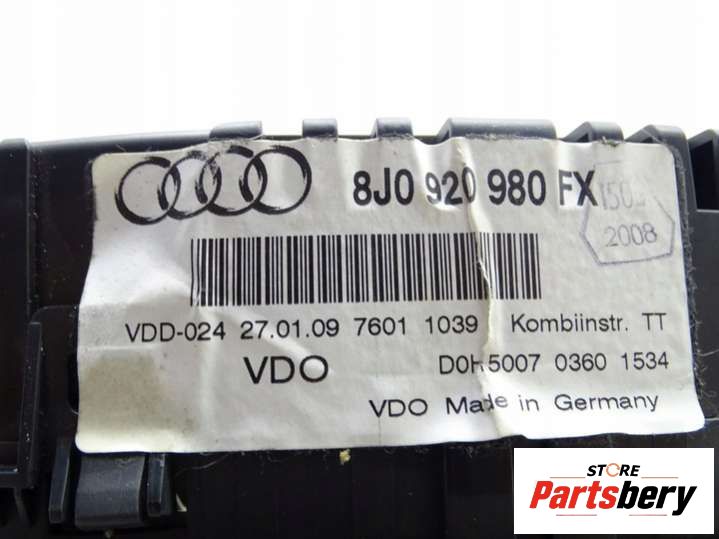 8J0 920 980 FX
2008
VDD-024 27.01.09 7601 1039 Kombiinstr. TT
VDO D0H5007 0360 1534
VDO Made in Germany
STORE
Partsbery